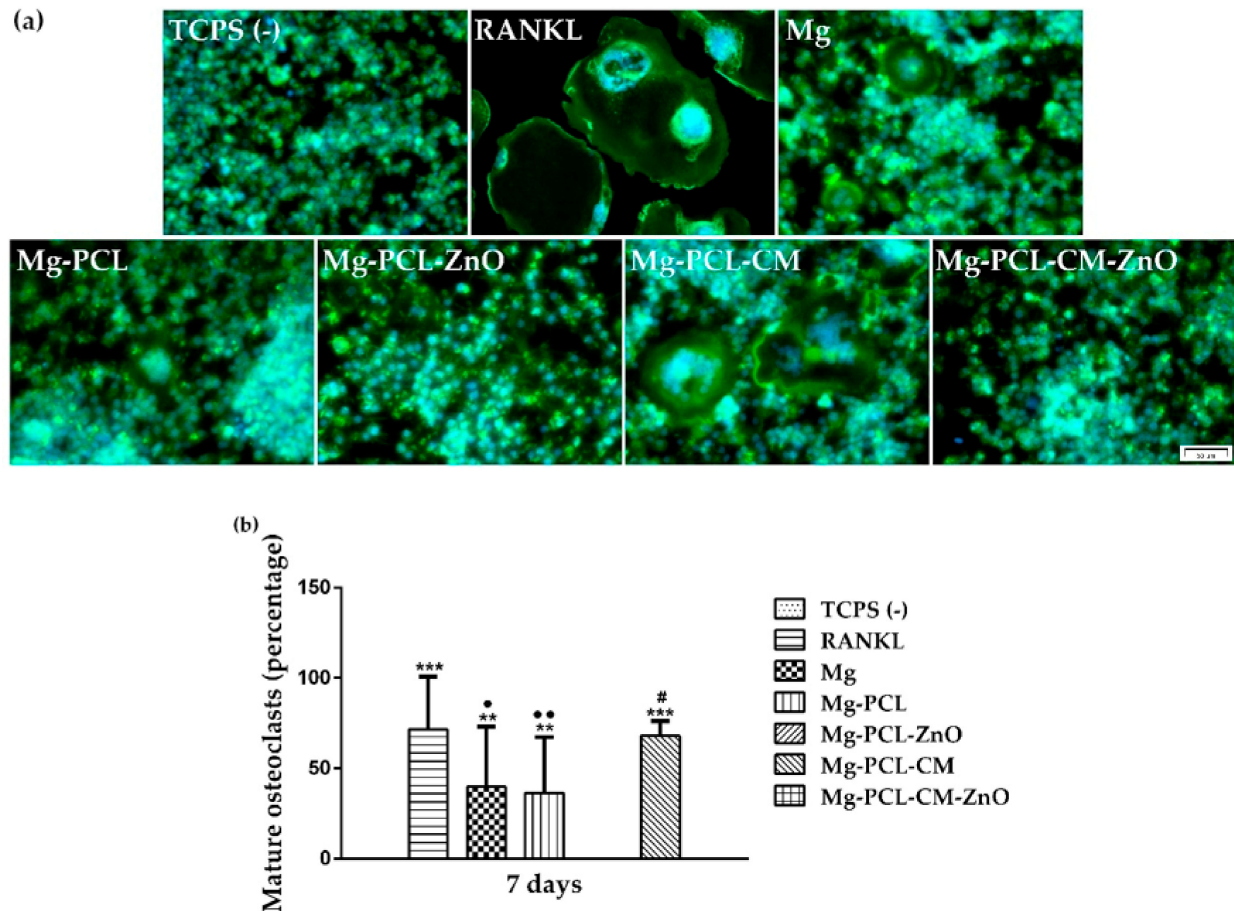 (a)
TCPS (-)
RANKL
Mg
Mg-PCL
Mg-PCL-ZnO
Mg-PCL-CM
Mg-PCL-CM-ZnO
50 µm
(b)
Mature osteoclasts (percentage)
150
100
50
0
***
•
**
••
**
#
***
7 days
TCPS (-)
RANKL
Mg
Mg-PCL
Mg-PCL-ZnO
Mg-PCL-CM
Mg-PCL-CM-ZnO